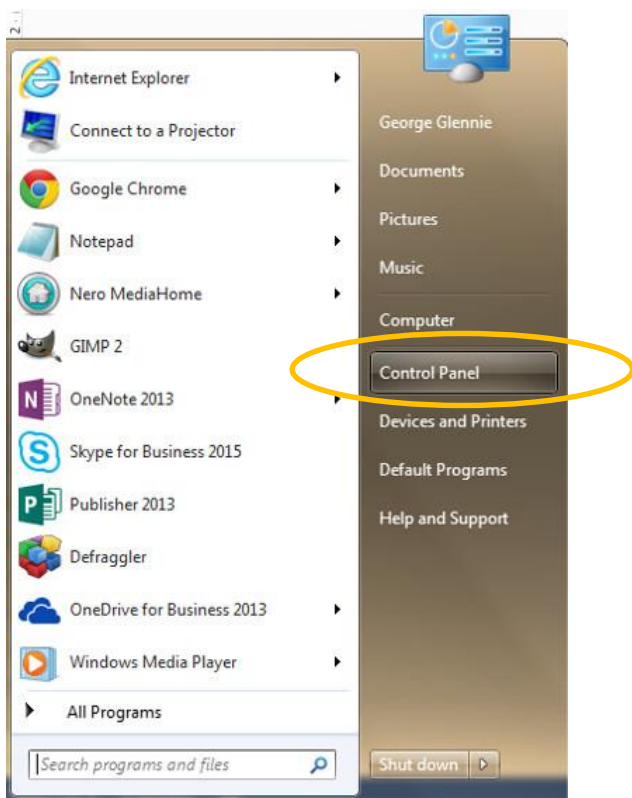 Internet Explorer
Connect to a Projector
Google Chrome
Notepad
Nero MediaHome
GIMP 2
OneNote 2013
Skype for Business 2015
Publisher 2013
Defraggler
OneDrive for Business 2013
Windows Media Player
All Programs
Search programs and files
George Glennie
Documents
Pictures
Music
Computer
Control Panel
Devices and Printers
Default Programs
Help and Support
Shut down